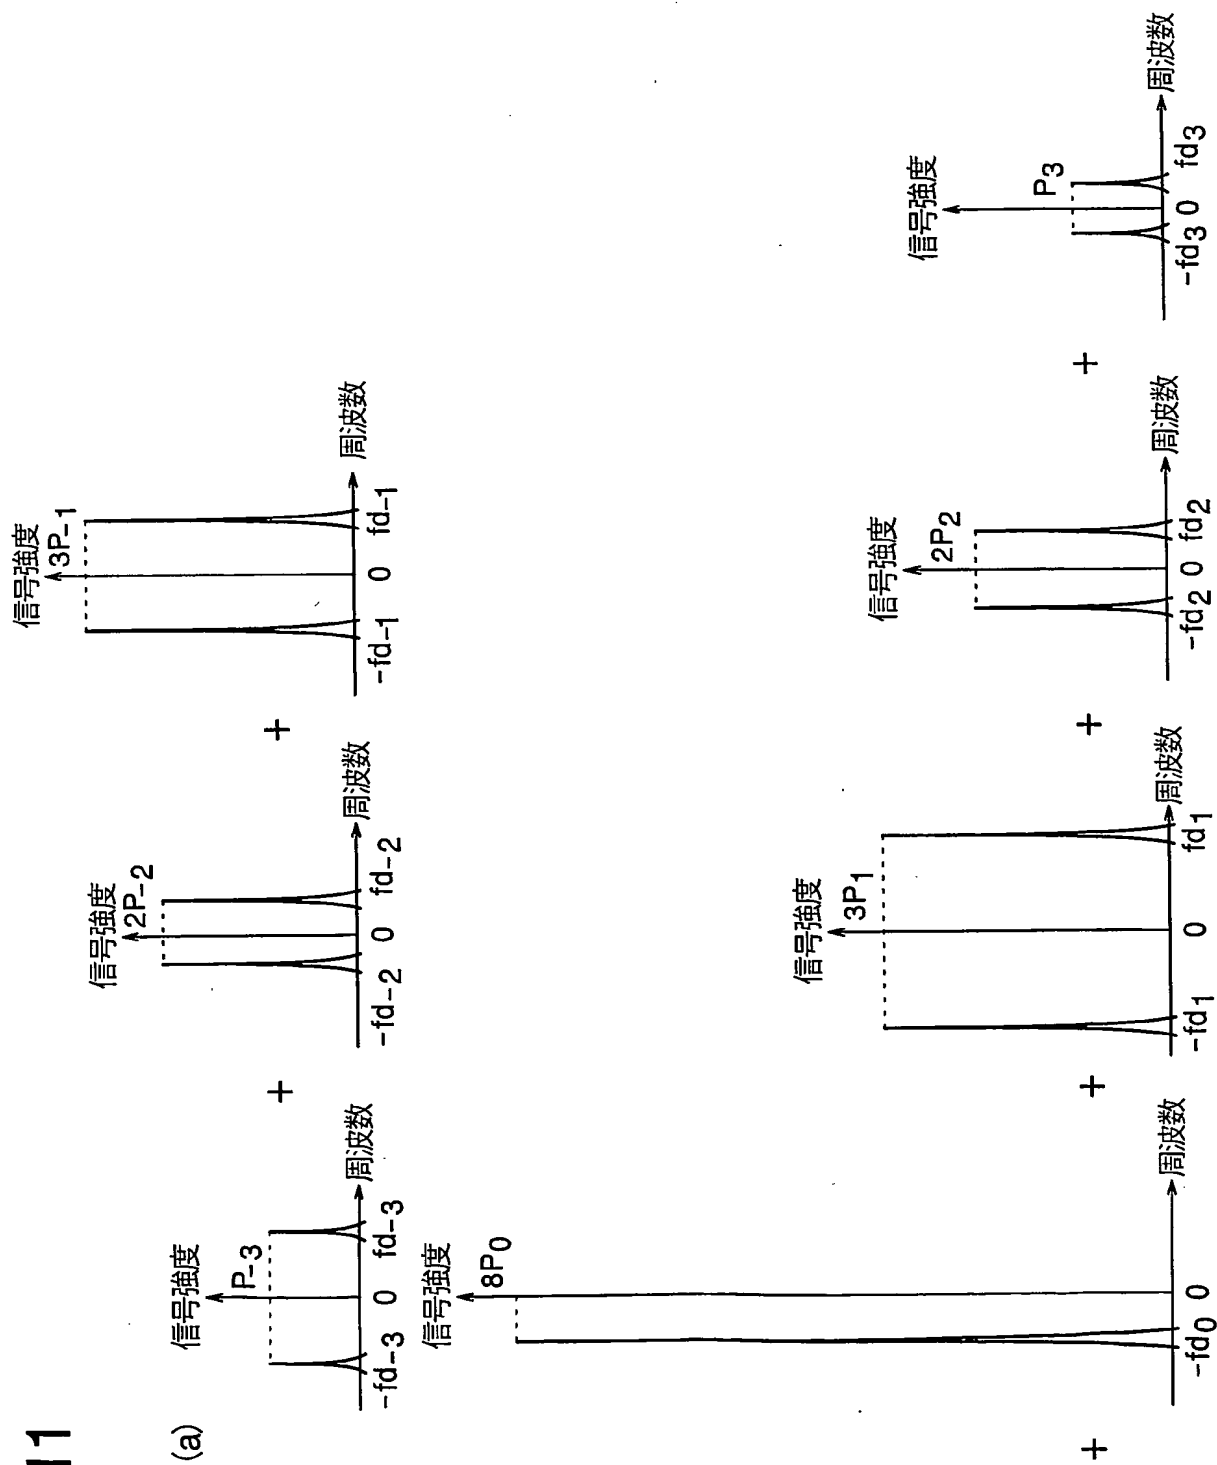 (a)
信号強度
P-3
-fd-3 0 fd-3
周波数
+
信号強度
2P-2
-fd-2 0 fd-2
周波数
+
信号強度
3P-1
-fd-1 0 fd-1
周波数
+
信号強度
8P0
-fd0 0
周波数
+
信号強度
3P1
-fd1 0 fd1
周波数
+
信号強度
2P2
-fd2 0 fd2
周波数
+
信号強度
P3
-fd3 0 fd3
周波数